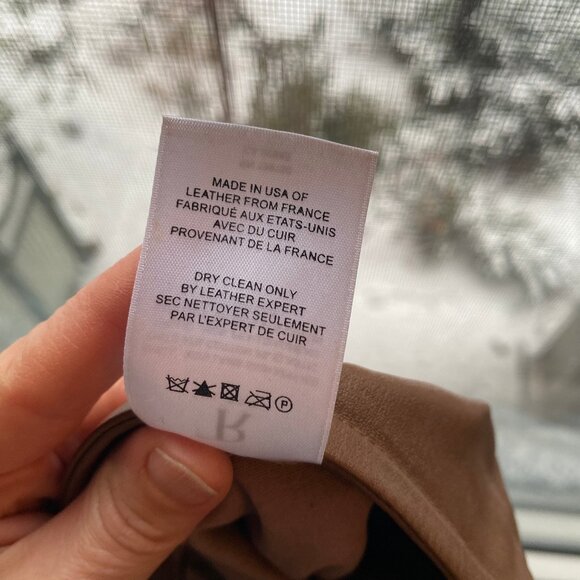 MADE IN USA OF
LEATHER FROM FRANCE
FABRIQUÉ AUX ETATS-UNIS
AVEC DU CUIR
PROVENANT DE LA FRANCE
DRY CLEAN ONLY
BY LEATHER EXPERT
SEC NETTOYER SEULEMENT
PAR L'EXPERT DE CUIR
P